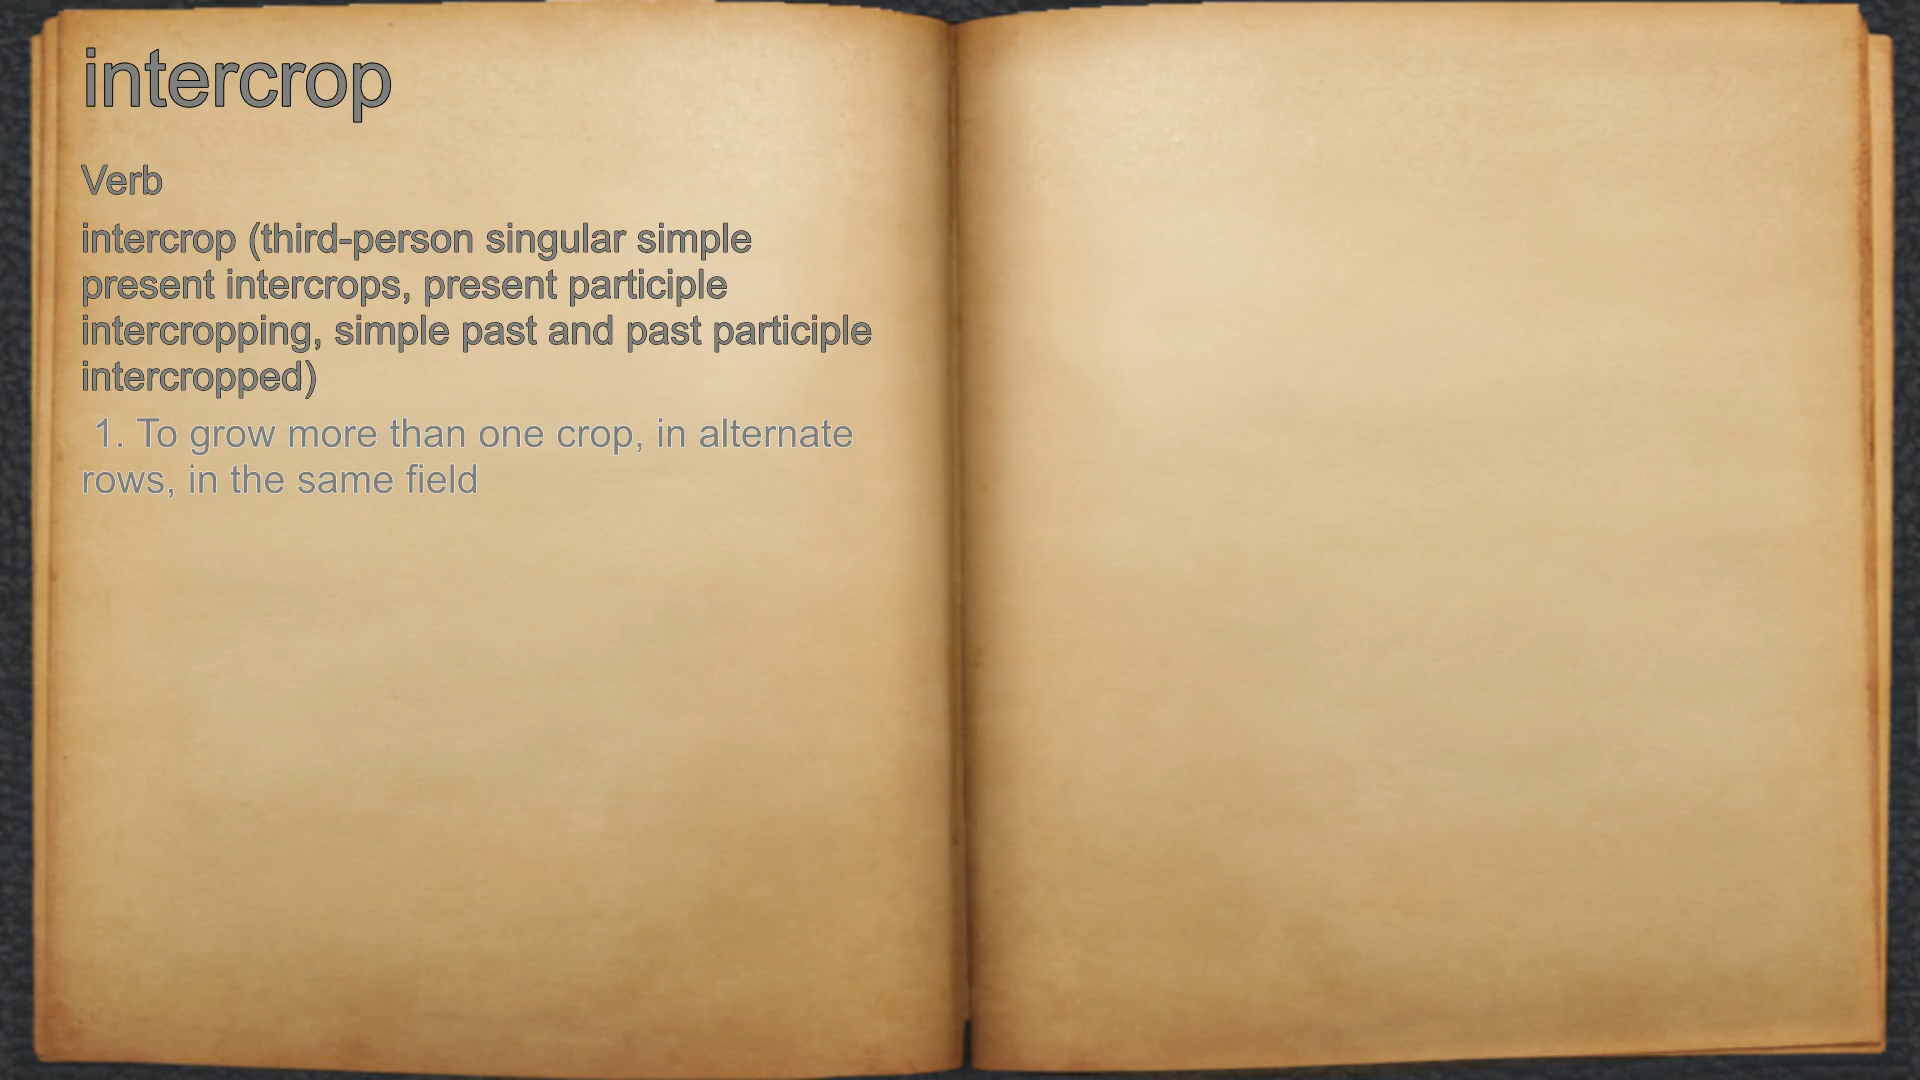 intercrop
Verb
intercrop (third-person singular simple
present intercrops, present participle
intercropping, simple past and past participle
intercropped)
1. To grow more than one crop, in alternate
rows, in the same field